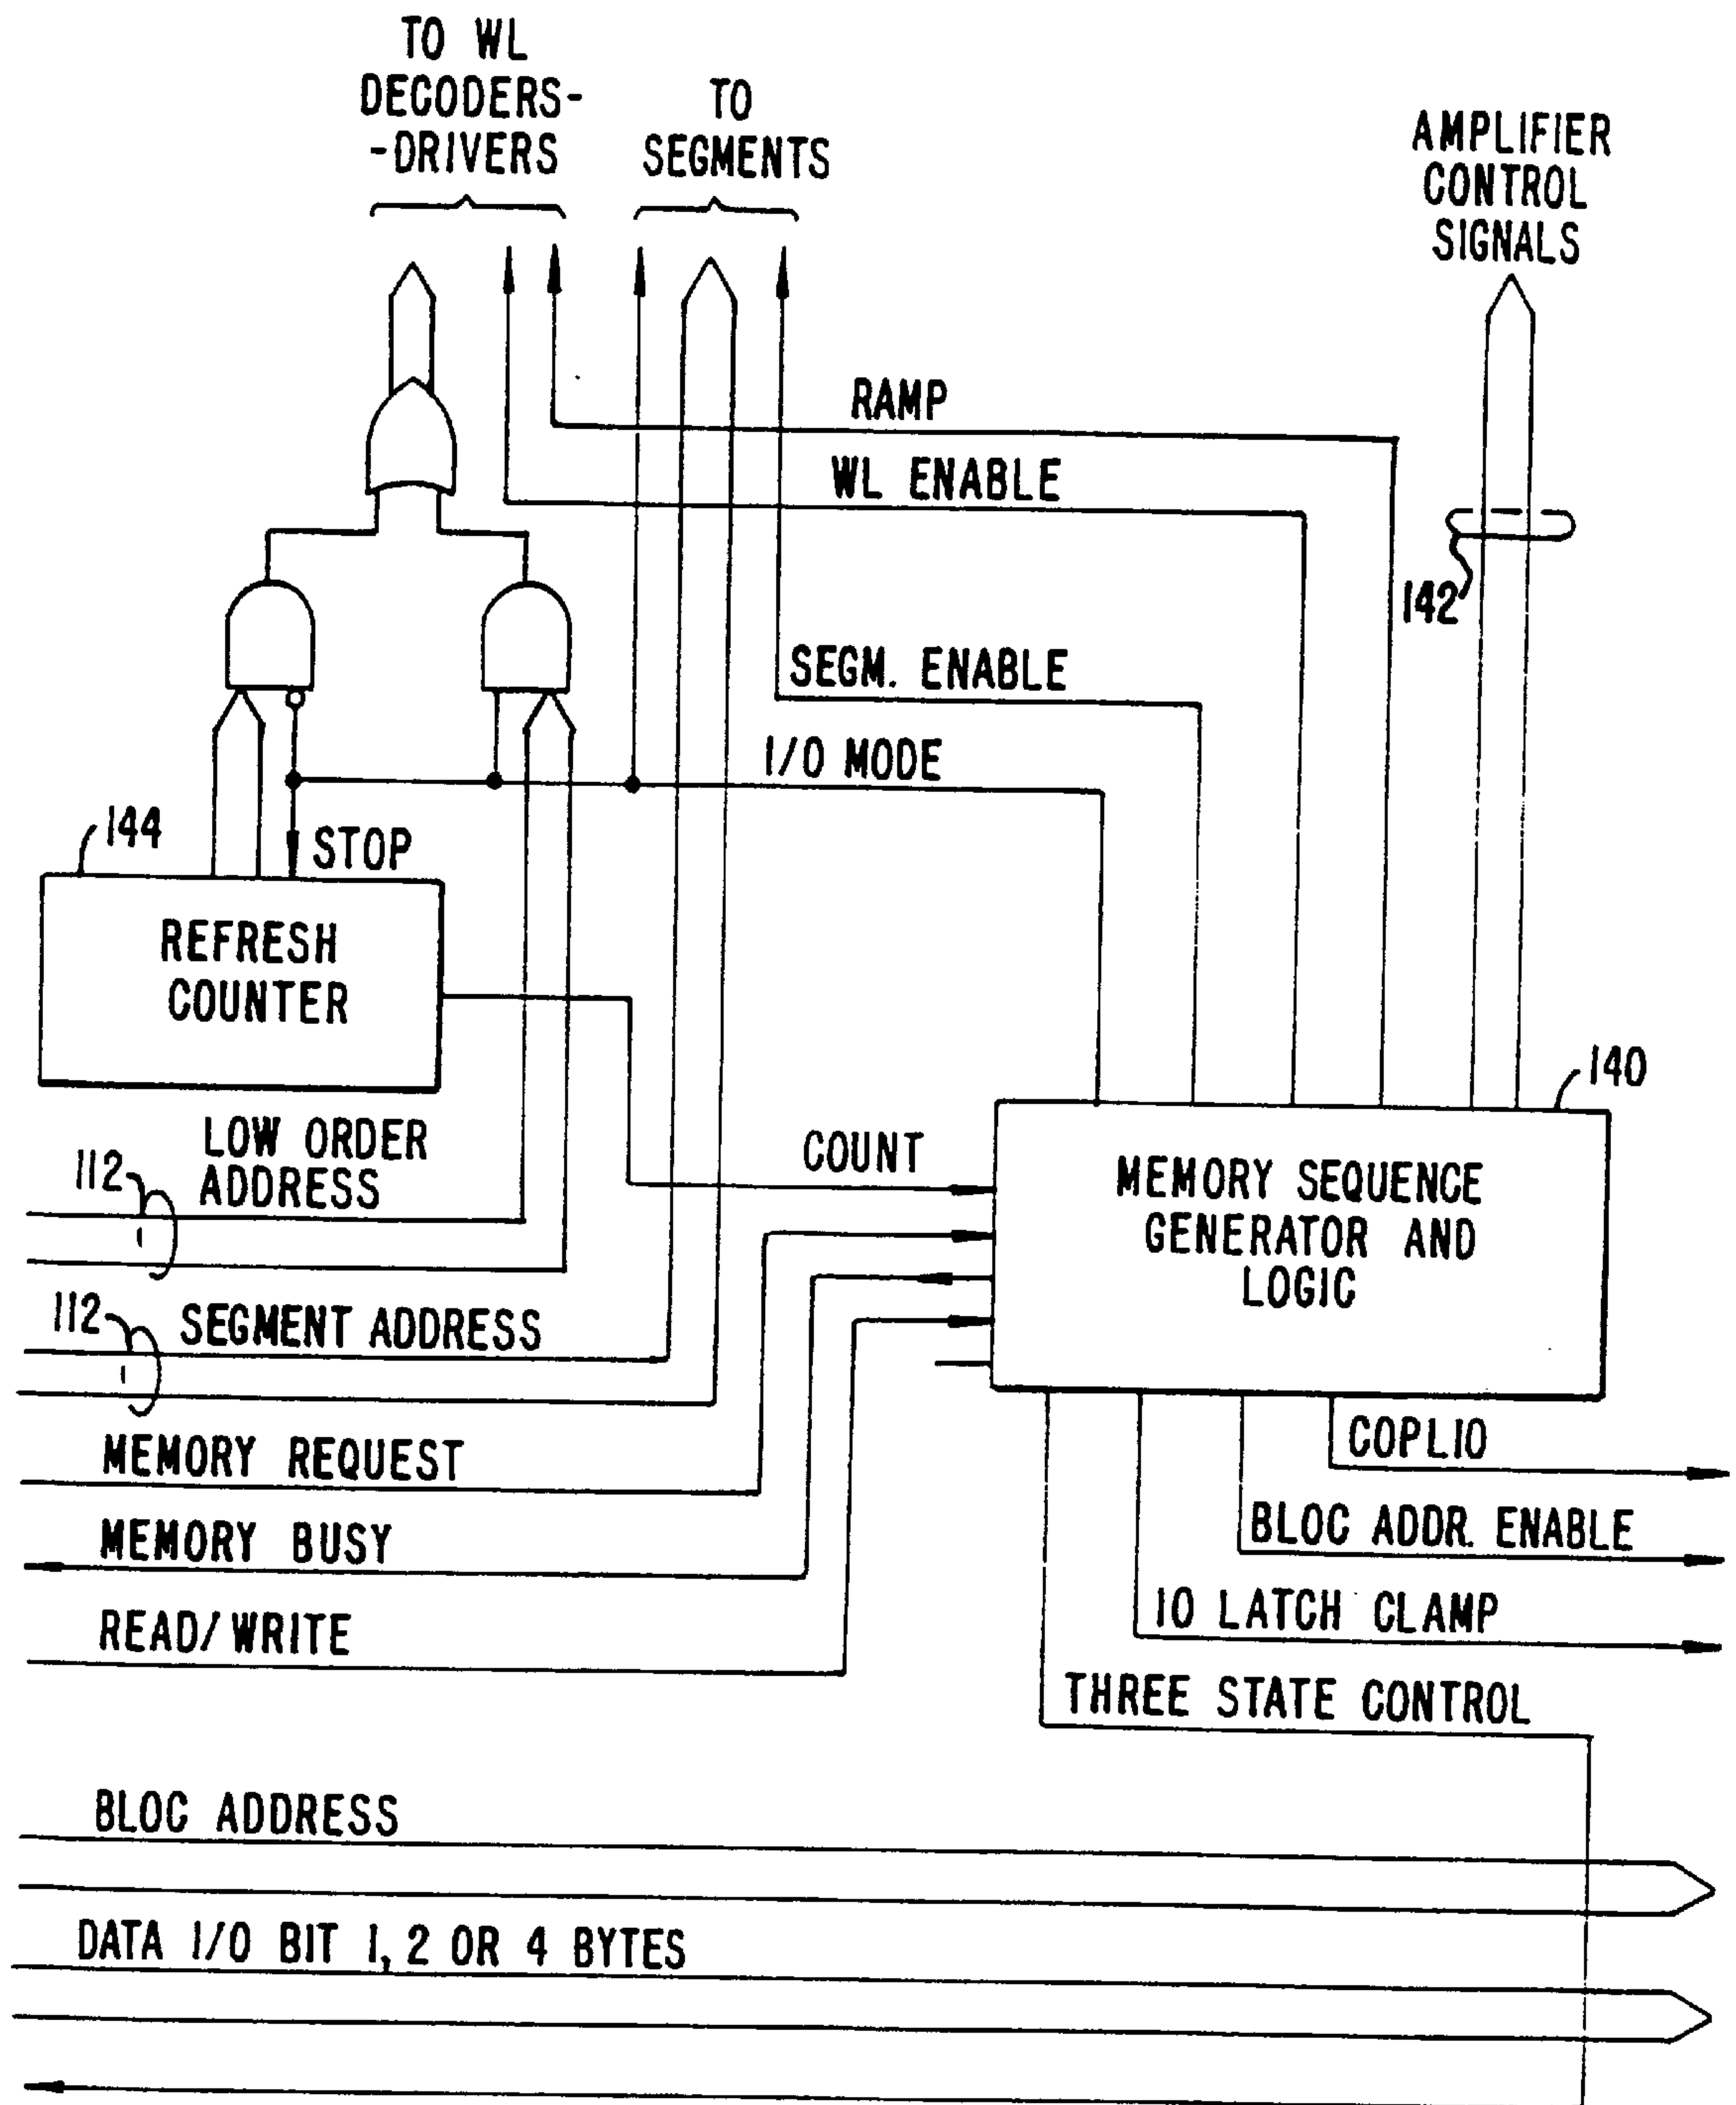 TO WL
DECODERS-
-DRIVERS
TO
SEGMENTS
AMPLIFIER
CONTROL
SIGNALS
RAMP
WL ENABLE
142
SEGM. ENABLE
I/O MODE
144
STOP
REFRESH
COUNTER
140
LOW ORDER
ADDRESS
112
COUNT
MEMORY SEQUENCE
GENERATOR AND
LOGIC
112
SEGMENT ADDRESS
COPLIO
MEMORY REQUEST
BLOC ADDR. ENABLE
MEMORY BUSY
IO LATCH CLAMP
READ/WRITE
THREE STATE CONTROL
BLOC ADDRESS
DATA I/O BIT 1, 2 OR 4 BYTES